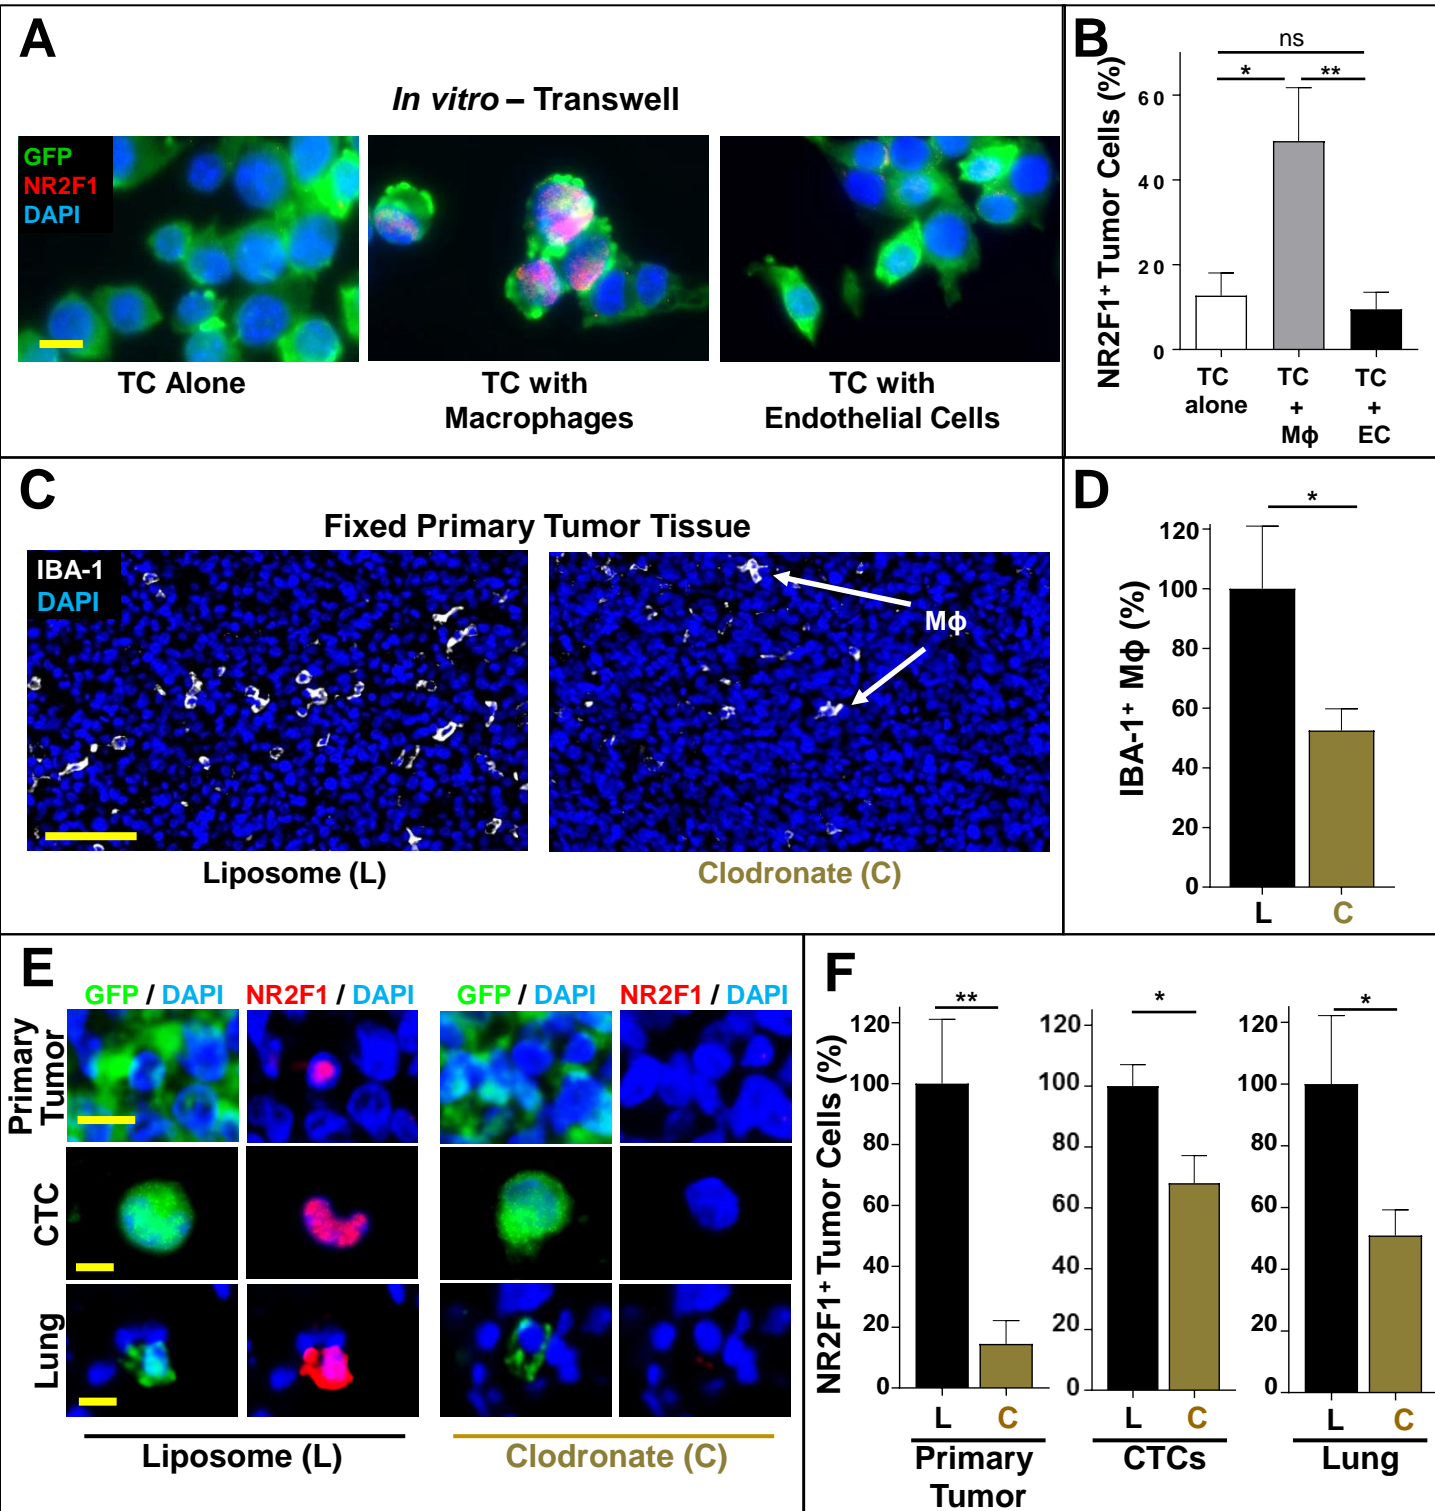 A
In vitro – Transwell
GFP
NR2F1
DAPI
TC Alone
TC with
Macrophages
TC with
Endothelial Cells
B
NR2F1⁺ Tumor Cells (%)
ns
* **
60
40
20
0
TC TC TC
alone + +
Mϕ EC
C
Fixed Primary Tumor Tissue
IBA-1
DAPI
Mϕ
Liposome (L)
Clodronate (C)
D
IBA-1⁺ Mϕ (%)
*
120
100
80
60
40
20
0
L C
E
GFP / DAPI NR2F1 / DAPI GFP / DAPI NR2F1 / DAPI
Primary
Tumor
CTC
Lung
Liposome (L)
Clodronate (C)
F
NR2F1⁺ Tumor Cells (%)
**
120
100
80
60
40
20
0
L C
Primary
Tumor
*
120
100
80
60
40
20
0
L C
CTCs
*
120
100
80
60
40
20
0
L C
Lung